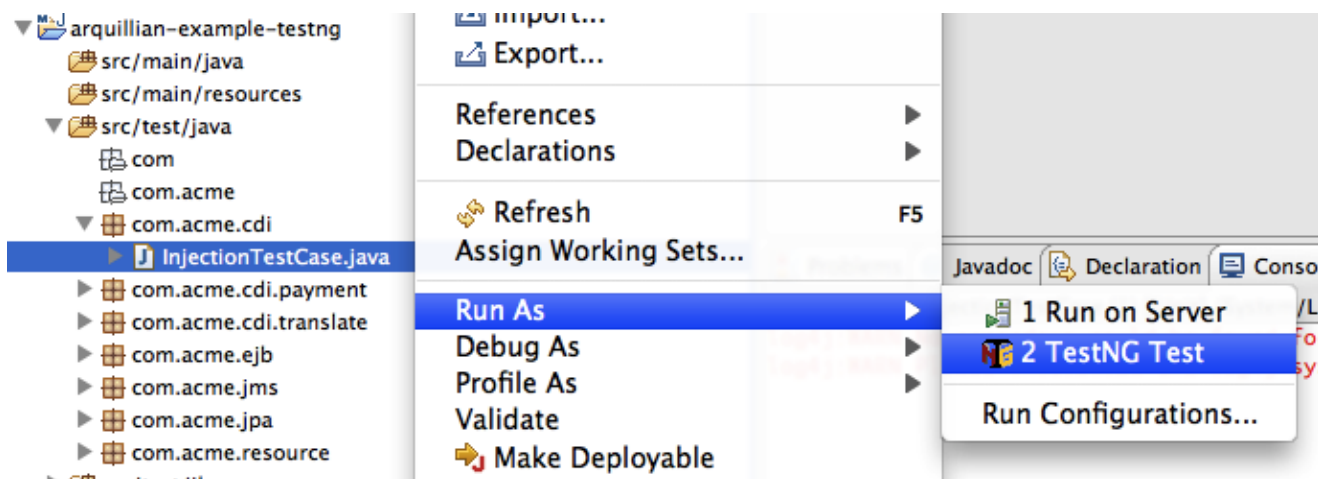 arquillian-example-testng
src/main/java
src/main/resources
src/test/java
com
com.acme
com.acme.cdi
InjectionTestCase.java
com.acme.cdi.payment
com.acme.cdi.translate
com.acme.ejb
com.acme.jms
com.acme.jpa
com.acme.resource
Import...
Export...
References
Declarations
Refresh F5
Assign Working Sets...
Run As
Debug As
Profile As
Validate
Make Deployable
Problems Javadoc Declaration Conso
1 Run on Server
2 TestNG Test
Run Configurations...